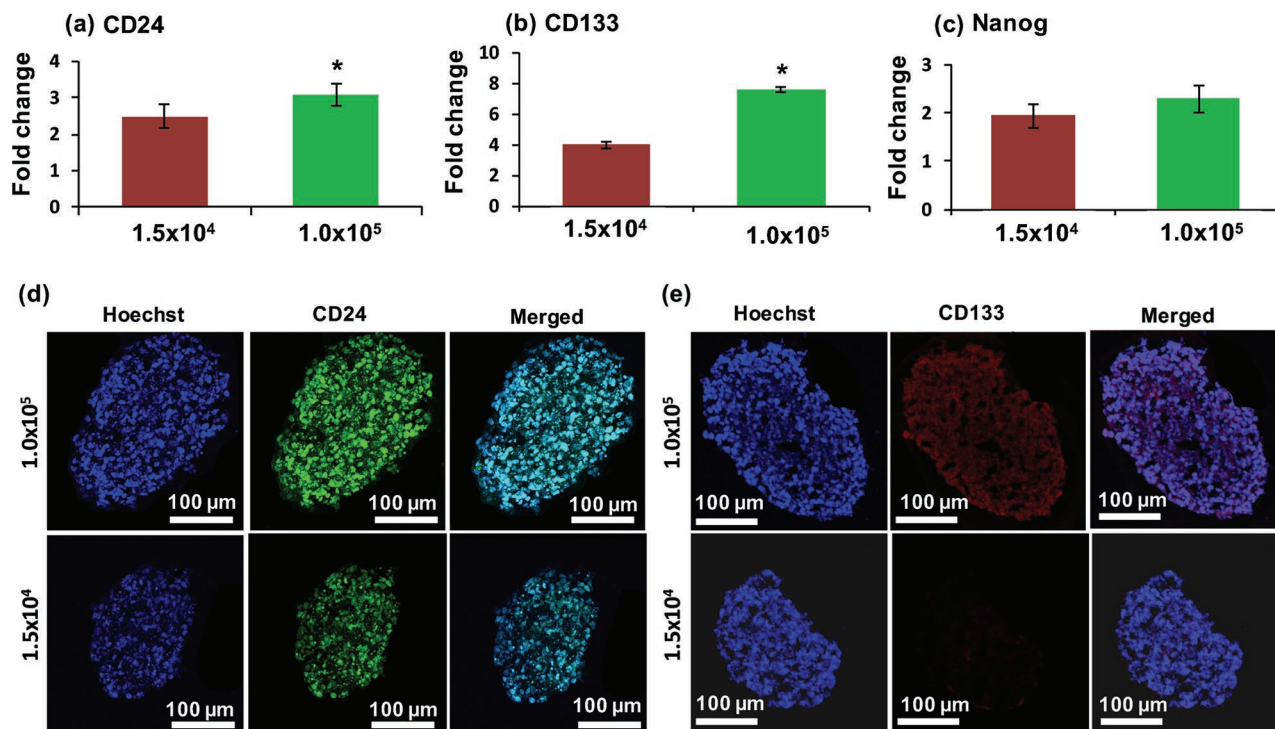 (a) CD24
Fold change
4
3
2
1
0
*
1.5x10⁴
1.0x10⁵
(b) CD133
Fold change
10
8
6
4
2
0
*
1.5x10⁴
1.0x10⁵
(c) Nanog
Fold change
3
2
1
0
1.5x10⁴
1.0x10⁵
(d)
Hoechst CD24 Merged
1.0x10⁵
100 µm 100 µm 100 µm
1.5x10⁴
100 µm 100 µm 100 µm
(e)
Hoechst CD133 Merged
1.0x10⁵
100 µm 100 µm 100 µm
1.5x10⁴
100 µm 100 µm 100 µm